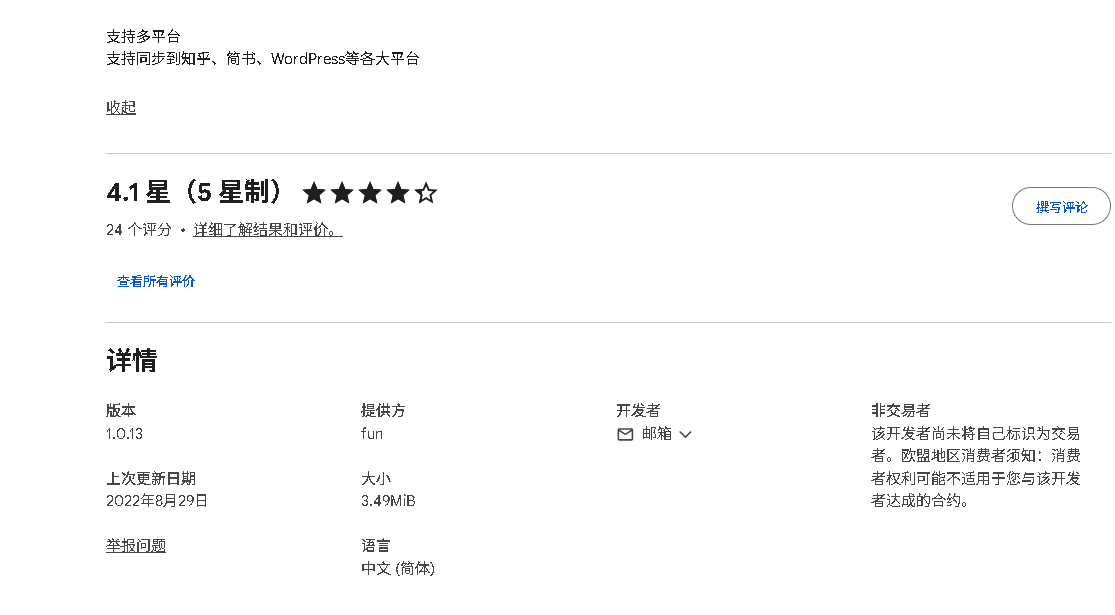 支持多平台
支持同步到知乎、简书、WordPress等各大平台
收起
4.1 星（5 星制）
撰写评论
24 个评分 • 详细了解结果和评价。
查看所有评价
详情
版本
1.0.13
上次更新日期
2022年8月29日
举报问题
提供方
fun
大小
3.49MiB
语言
中文 (简体)
开发者
邮箱
非交易者
该开发者尚未将自己标识为交易
者。欧盟地区消费者须知：消费
者权利可能不适用于您与该开发
者达成的合约。